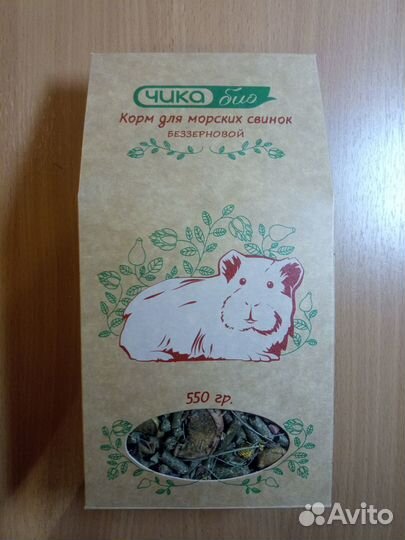 ЧИКА био
Корм для морских свинок
БЕЗЗЕРНОВОЙ
550 гр.
Avito